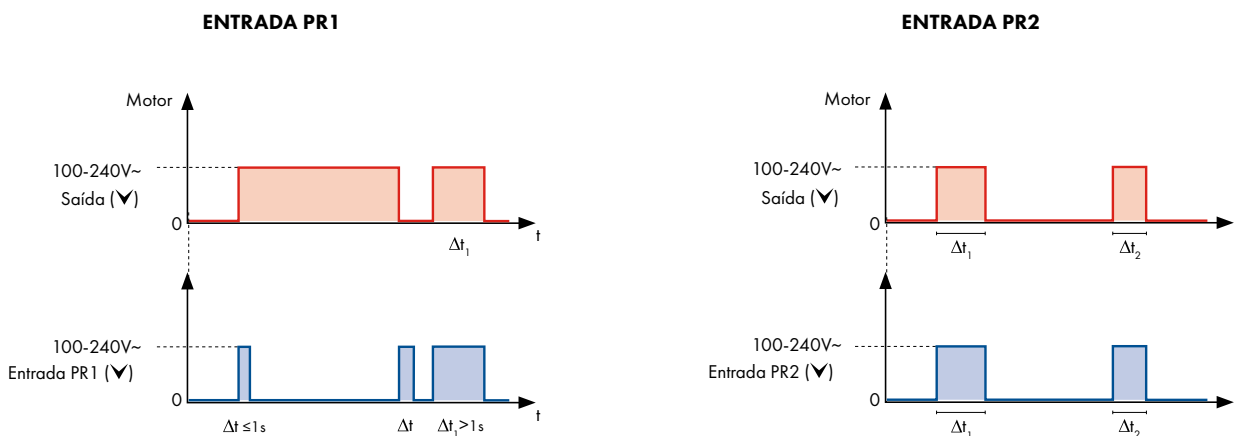 ENTRADA PR1
Motor
100-240V~
Saída (⮟)
0
Δt₁
t
100-240V~
Entrada PR1 (⮟)
0
t
Δt ≤1s
Δt
Δt₁>1s
ENTRADA PR2
Motor
100-240V~
Saída (⮟)
0
Δt₁
Δt₂
100-240V~
Entrada PR2 (⮟)
0
Δt₁
Δt₂